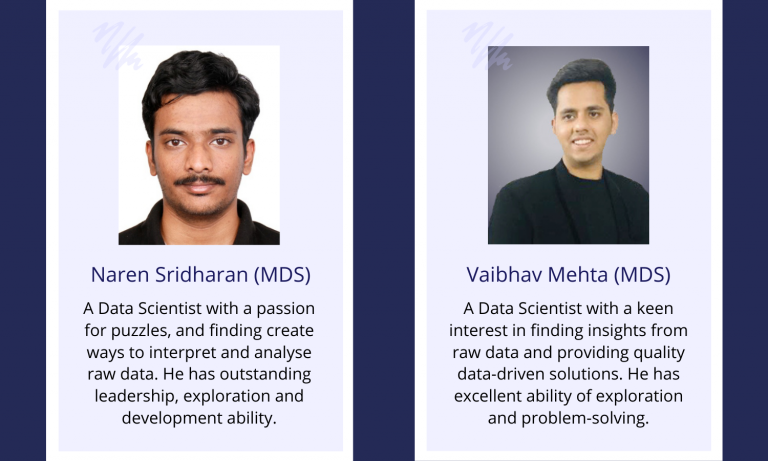 Naren Sridharan (MDS)
A Data Scientist with a passion
for puzzles, and finding create
ways to interpret and analyse
raw data. He has outstanding
leadership, exploration and
development ability.
Vaibhav Mehta (MDS)
A Data Scientist with a keen
interest in finding insights from
raw data and providing quality
data-driven solutions. He has
excellent ability of exploration
and problem-solving.